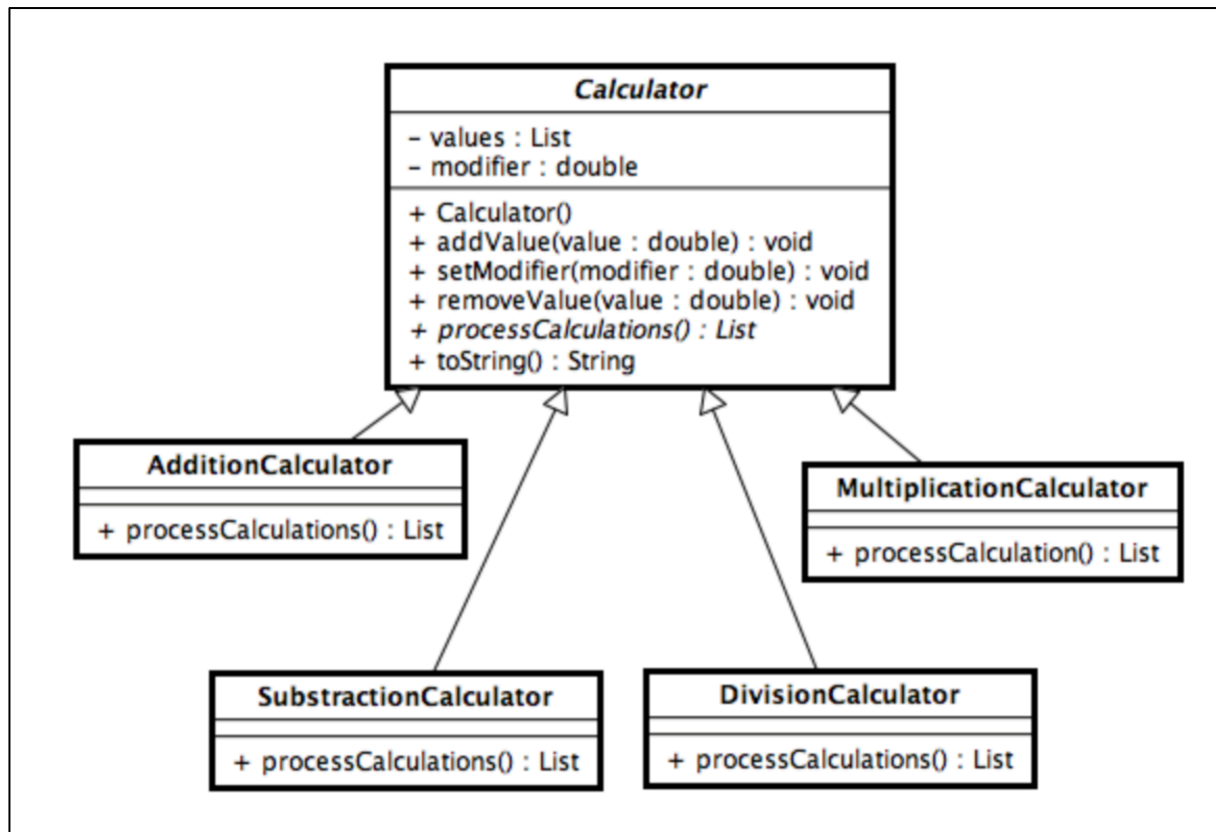 Calculator
– values : List
– modifier : double
+ Calculator()
+ addValue(value : double) : void
+ setModifier(modifier : double) : void
+ removeValue(value : double) : void
+ processCalculations() : List
+ toString() : String
AdditionCalculator
+ processCalculations() : List
MultiplicationCalculator
+ processCalculation() : List
SubstractionCalculator
+ processCalculations() : List
DivisionCalculator
+ processCalculations() : List